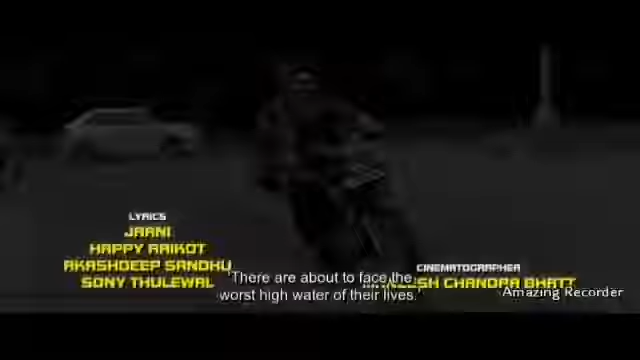 LYRICS
JAANI
HAPPY RAIKOT
AKASHDEEP SANDHU
SONY THULEWAL
'There are about to face the
worst high water of their lives.'
CINEMATOGRAPHER
CHANDRA BHATT
Amazing Recorder